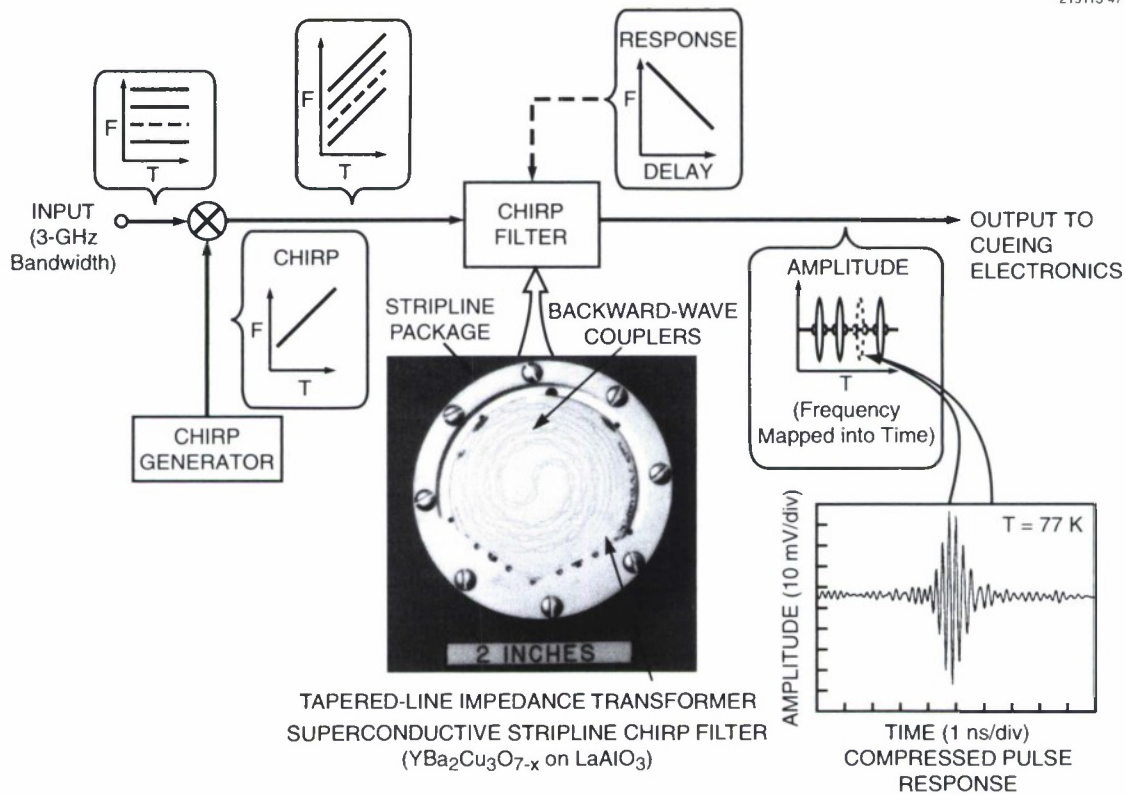 RESPONSE
F
DELAY
F
T
F
T
INPUT
(3-GHz
Bandwidth)
CHIRP
FILTER
OUTPUT TO
CUEING
ELECTRONICS
CHIRP
F
T
AMPLITUDE
T
(Frequency
Mapped into Time)
STRIPLINE
PACKAGE
BACKWARD-WAVE
COUPLERS
CHIRP
GENERATOR
2 INCHES
T = 77 K
AMPLITUDE (10 mV/div)
TIME (1 ns/div)
COMPRESSED PULSE
RESPONSE
TAPERED-LINE IMPEDANCE TRANSFORMER
SUPERCONDUCTIVE STRIPLINE CHIRP FILTER
(YBa2Cu3O7-x on LaAlO3)